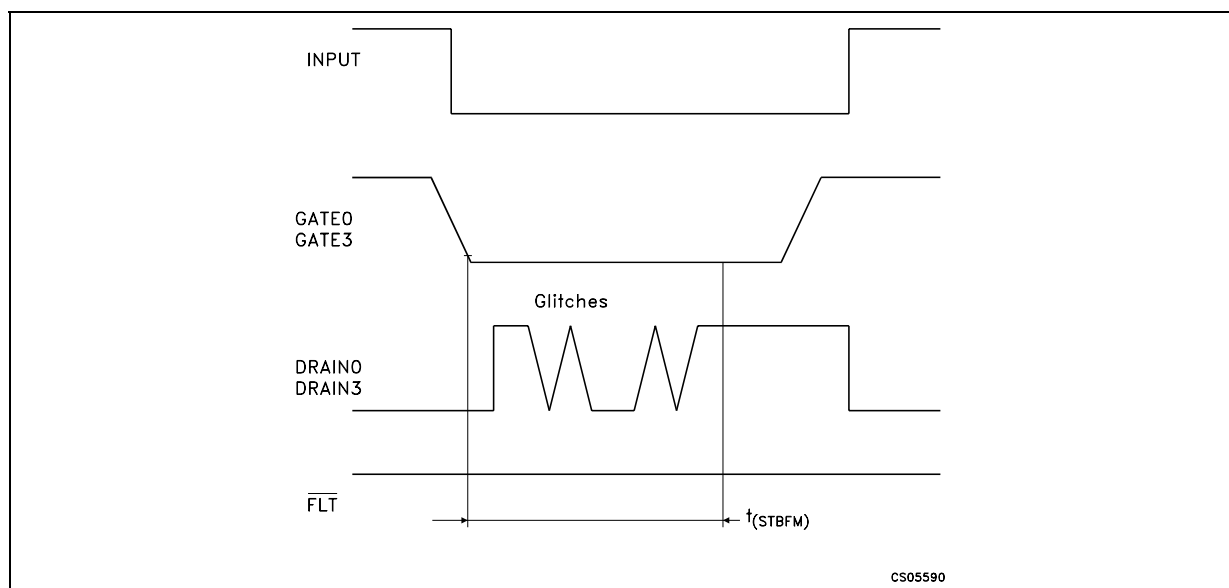 INPUT
GATE0
GATE3
Glitches
DRAIN0
DRAIN3
FLT
t(STBFM)
CS05590